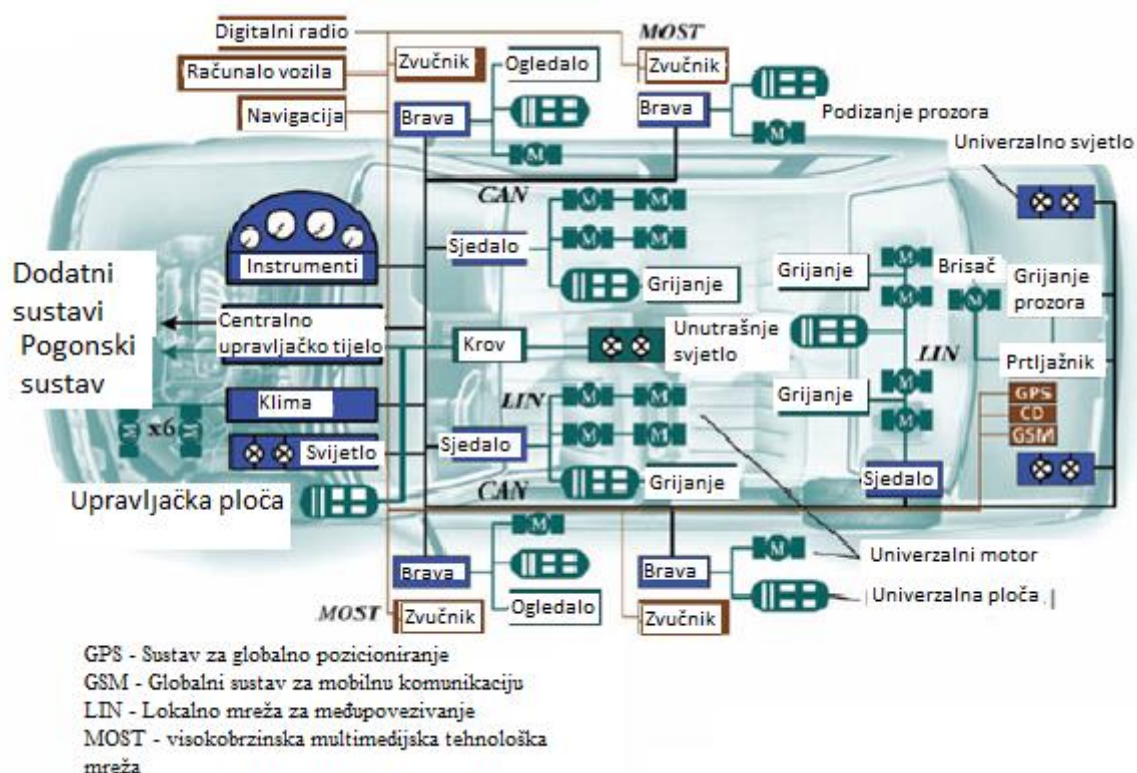 Digitalni radio
MOST
Računalo vozila
Zvučnik
Ogledalo
Zvučnik
Navigacija
Brava
M
Brava
M
Podizanje prozora
Univerzalno svjetlo
CAN
M
M
Instrumenti
Sjedalo
M
M
Grijanje
Grijanje
M
M
Brisač
M
Grijanje
prozora
Dodatni
sustavi
Pogonski
sustav
Centralno
upravljačko tijelo
Krov
Unutrašnje
svjetlo
LIN
Prtljažnik
Klima
LIN
M
M
Grijanje
M
M
GPS
CD
GSM
M
x6
M
Svijetlo
Sjedalo
M
M
CAN
Grijanje
Sjedalo
Upravljačka ploča
M
Brava
Ogledalo
Brava
M
Univerzalni motor
Univerzalna ploča
MOST
Zvučnik
Zvučnik
GPS - Sustav za globalno pozicioniranje
GSM - Globalni sustav za mobilnu komunikaciju
LIN - Lokalno mreža za međupovezivanje
MOST - visokobrzinska multimedijska tehnološka
mreža